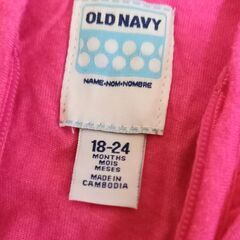 OLD NAVY
NAME•NOM•NOMBRE
18-24
MONTHS
MOIS
MESES
MADE IN
CAMBODIA